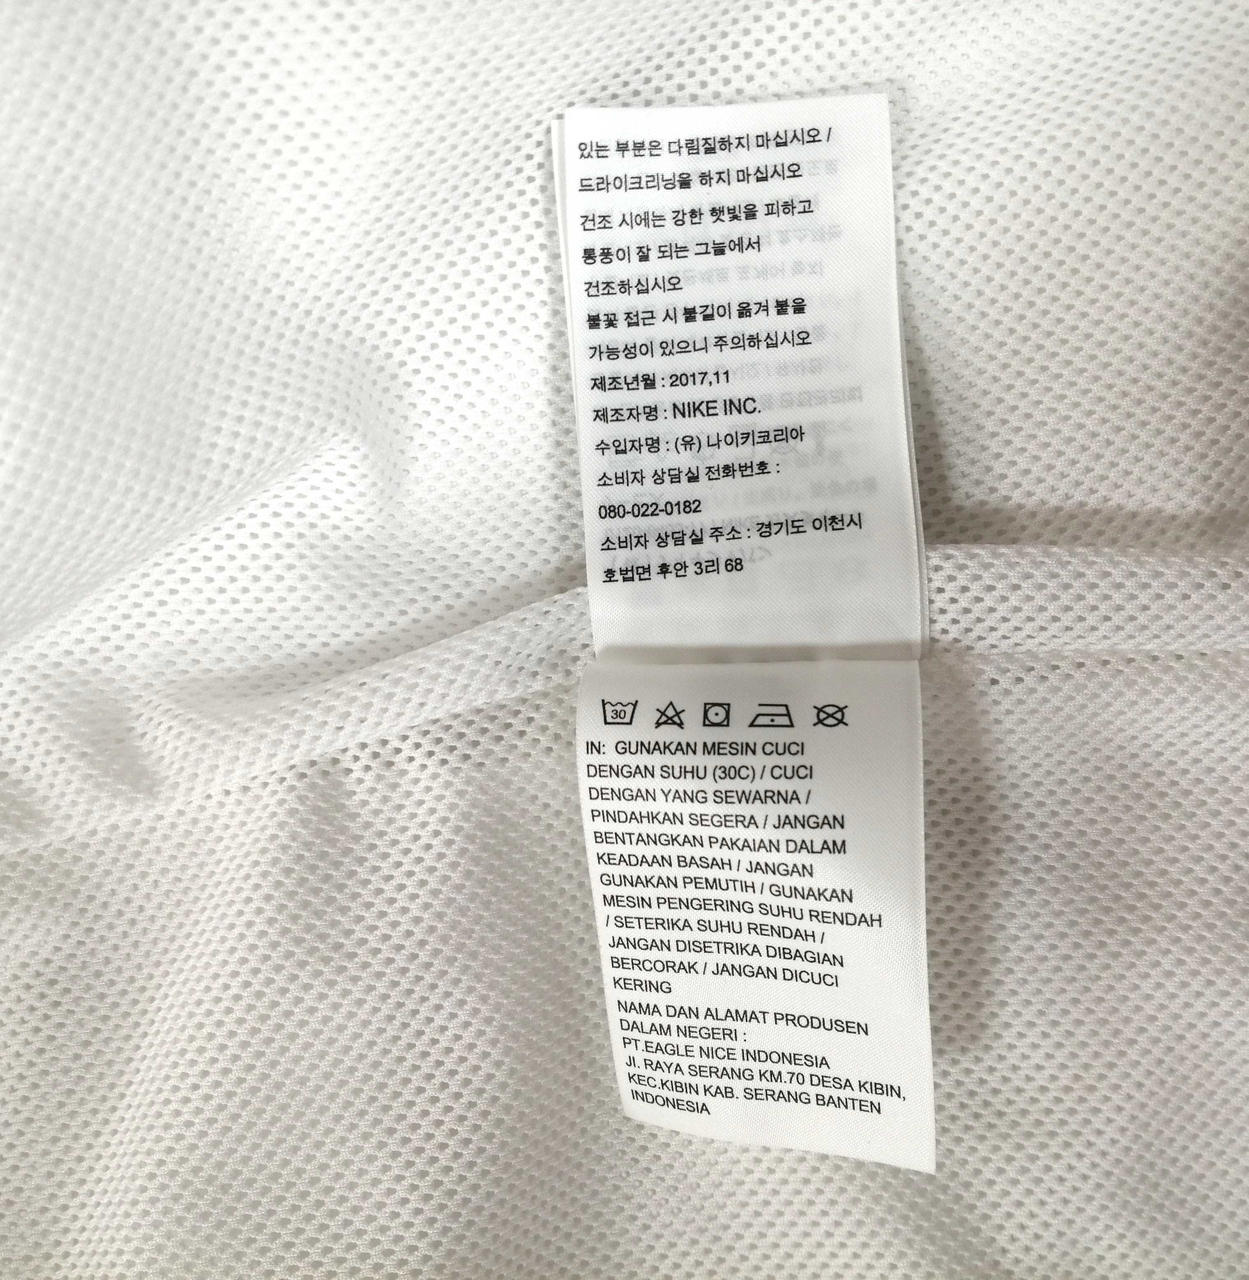 있는 부분은 다림질하지 마십시오 /
드라이크리닝을 하지 마십시오
건조 시에는 강한 햇빛을 피하고
통풍이 잘 되는 그늘에서
건조하십시오
불꽃 접근 시 불길이 옮겨 붙을
가능성이 있으니 주의하십시오
제조년월 : 2017,11
제조자명 : NIKE INC.
수입자명 : (유) 나이키코리아
소비자 상담실 전화번호 :
080-022-0182
소비자 상담실 주소 : 경기도 이천시
호법면 후안 3리 68
30
IN: GUNAKAN MESIN CUCI
DENGAN SUHU (30C) / CUCI
DENGAN YANG SEWARNA /
PINDAHKAN SEGERA / JANGAN
BENTANGKAN PAKAIAN DALAM
KEADAAN BASAH / JANGAN
GUNAKAN PEMUTIH / GUNAKAN
MESIN PENGERING SUHU RENDAH
/ SETERIKA SUHU RENDAH /
JANGAN DISETRIKA DIBAGIAN
BERCORAK / JANGAN DICUCI
KERING
NAMA DAN ALAMAT PRODUSEN
DALAM NEGERI :
PT.EAGLE NICE INDONESIA
Jl. RAYA SERANG KM.70 DESA KIBIN,
KEC.KIBIN KAB. SERANG BANTEN
INDONESIA